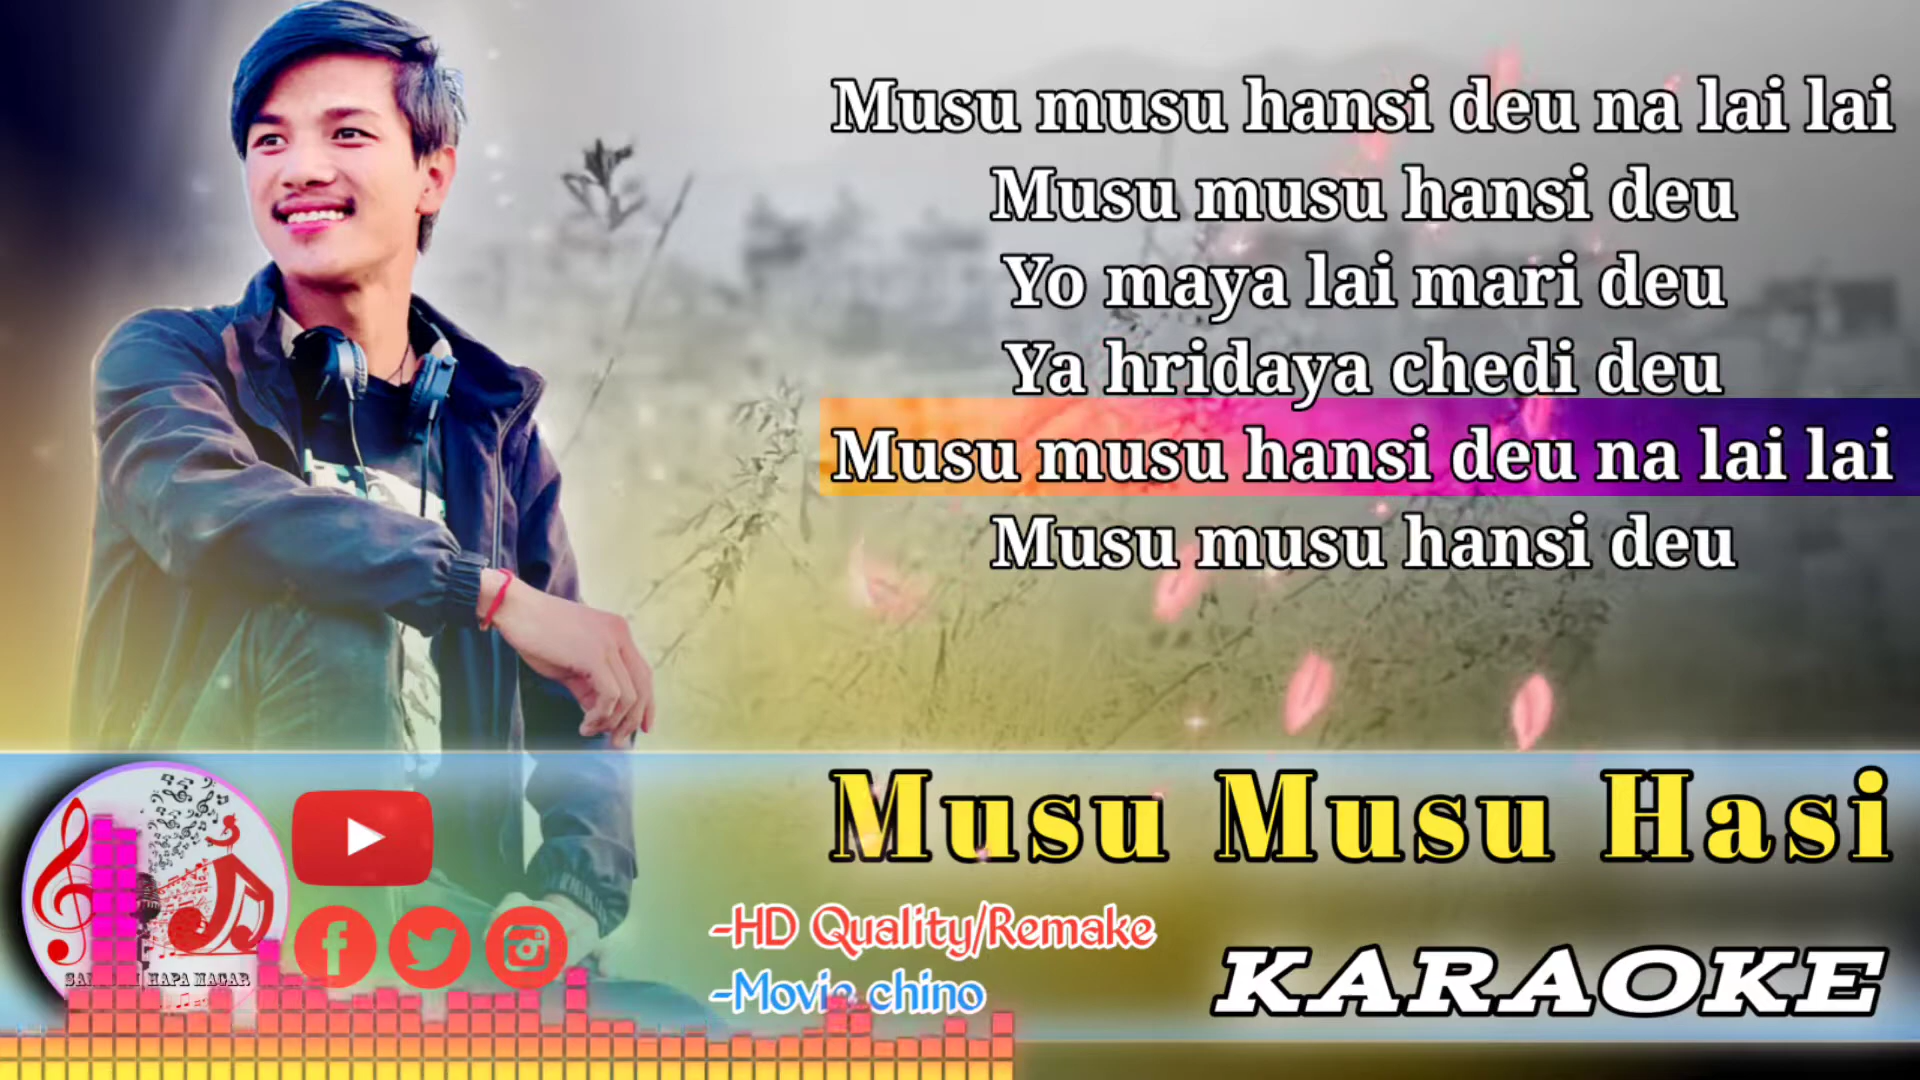 Musu musu hansi deu na lai lai
Musu musu hansi deu
Yo maya lai mari deu
Ya hridaya chedi deu
Musu musu hansi deu na lai lai
Musu musu hansi deu
Musu Musu Hasi
-HD Quality/Remake
-Movie chino
KARAOKE
MAGAR